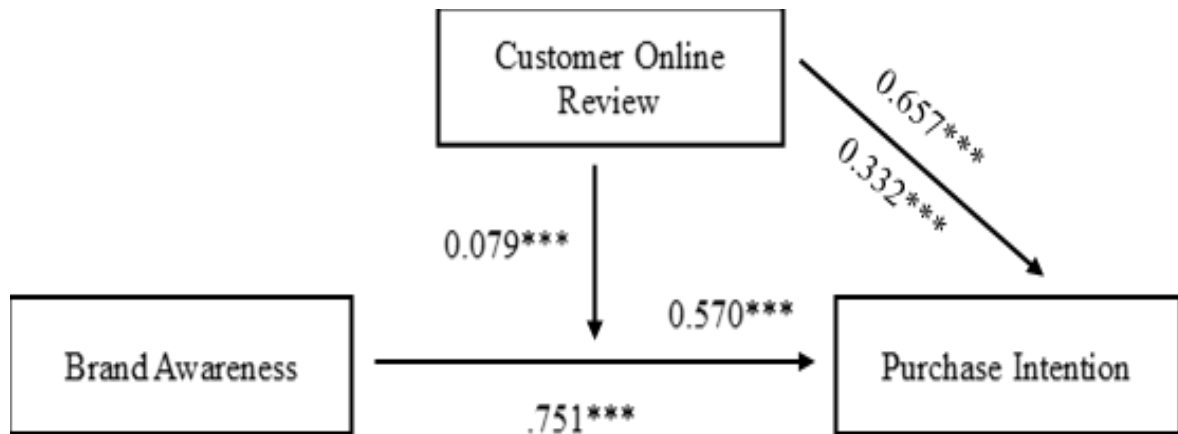 Customer Online
Review
0.657***
0.332***
0.079***
0.570***
Brand Awareness
Purchase Intention
.751***